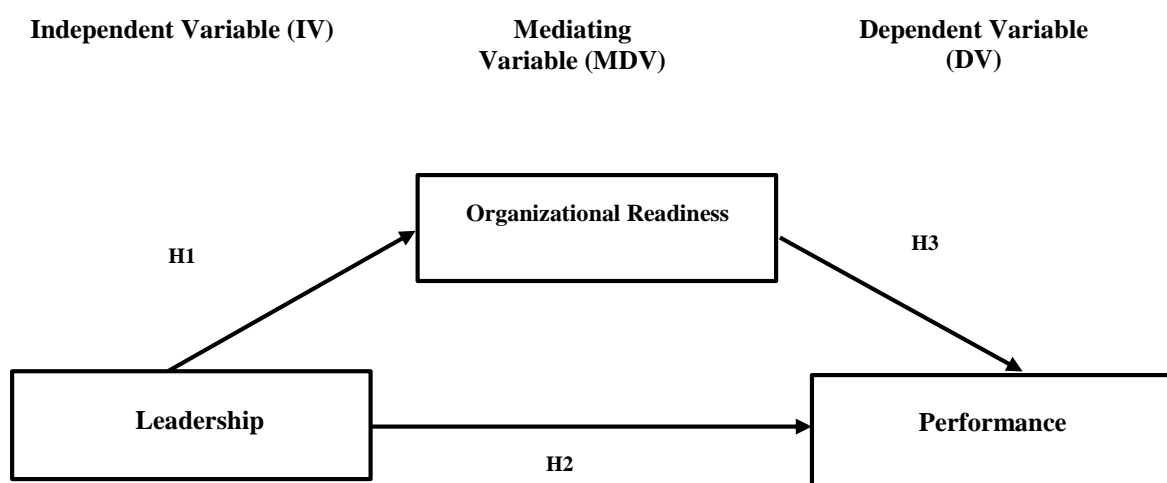 Independent Variable (IV)
Mediating
Variable (MDV)
Dependent Variable
(DV)
Organizational Readiness
H1
H3
Leadership
Performance
H2